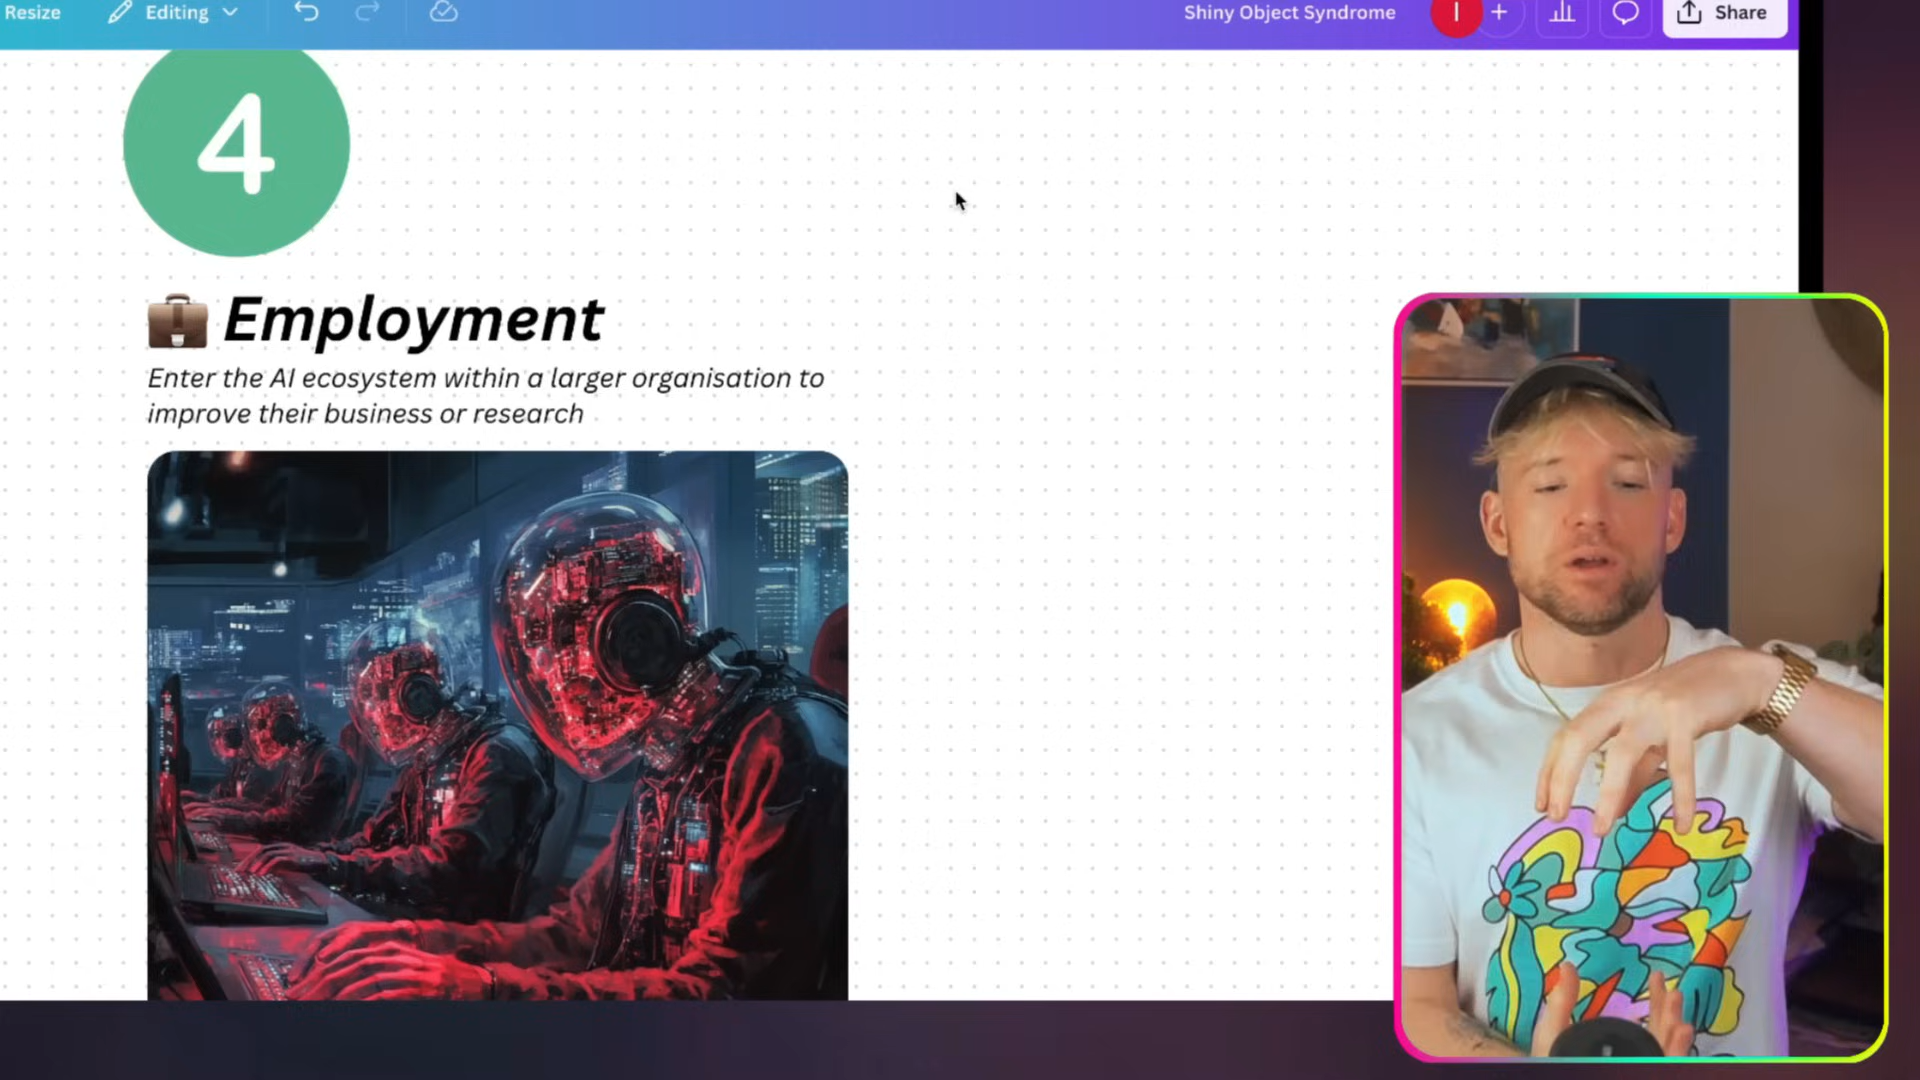 Resize
Editing
Shiny Object Syndrome
I
+
Share
4
Employment
Enter the AI ecosystem within a larger organisation to
improve their business or research